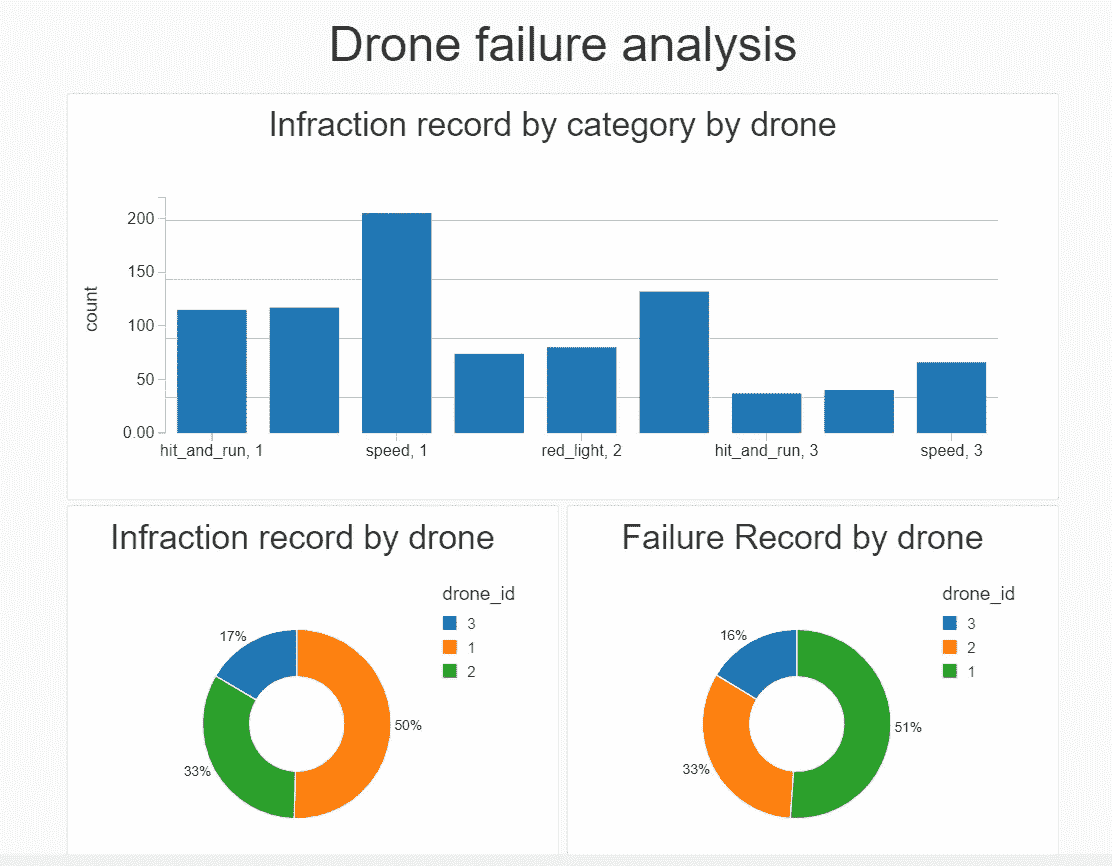 Drone failure analysis
Infraction record by category by drone
count
200
150
100
50
0.00
hit_and_run, 1
speed, 1
red_light, 2
hit_and_run, 3
speed, 3
Infraction record by drone
drone_id
3
1
2
17%
50%
33%
Failure Record by drone
drone_id
3
2
1
16%
51%
33%